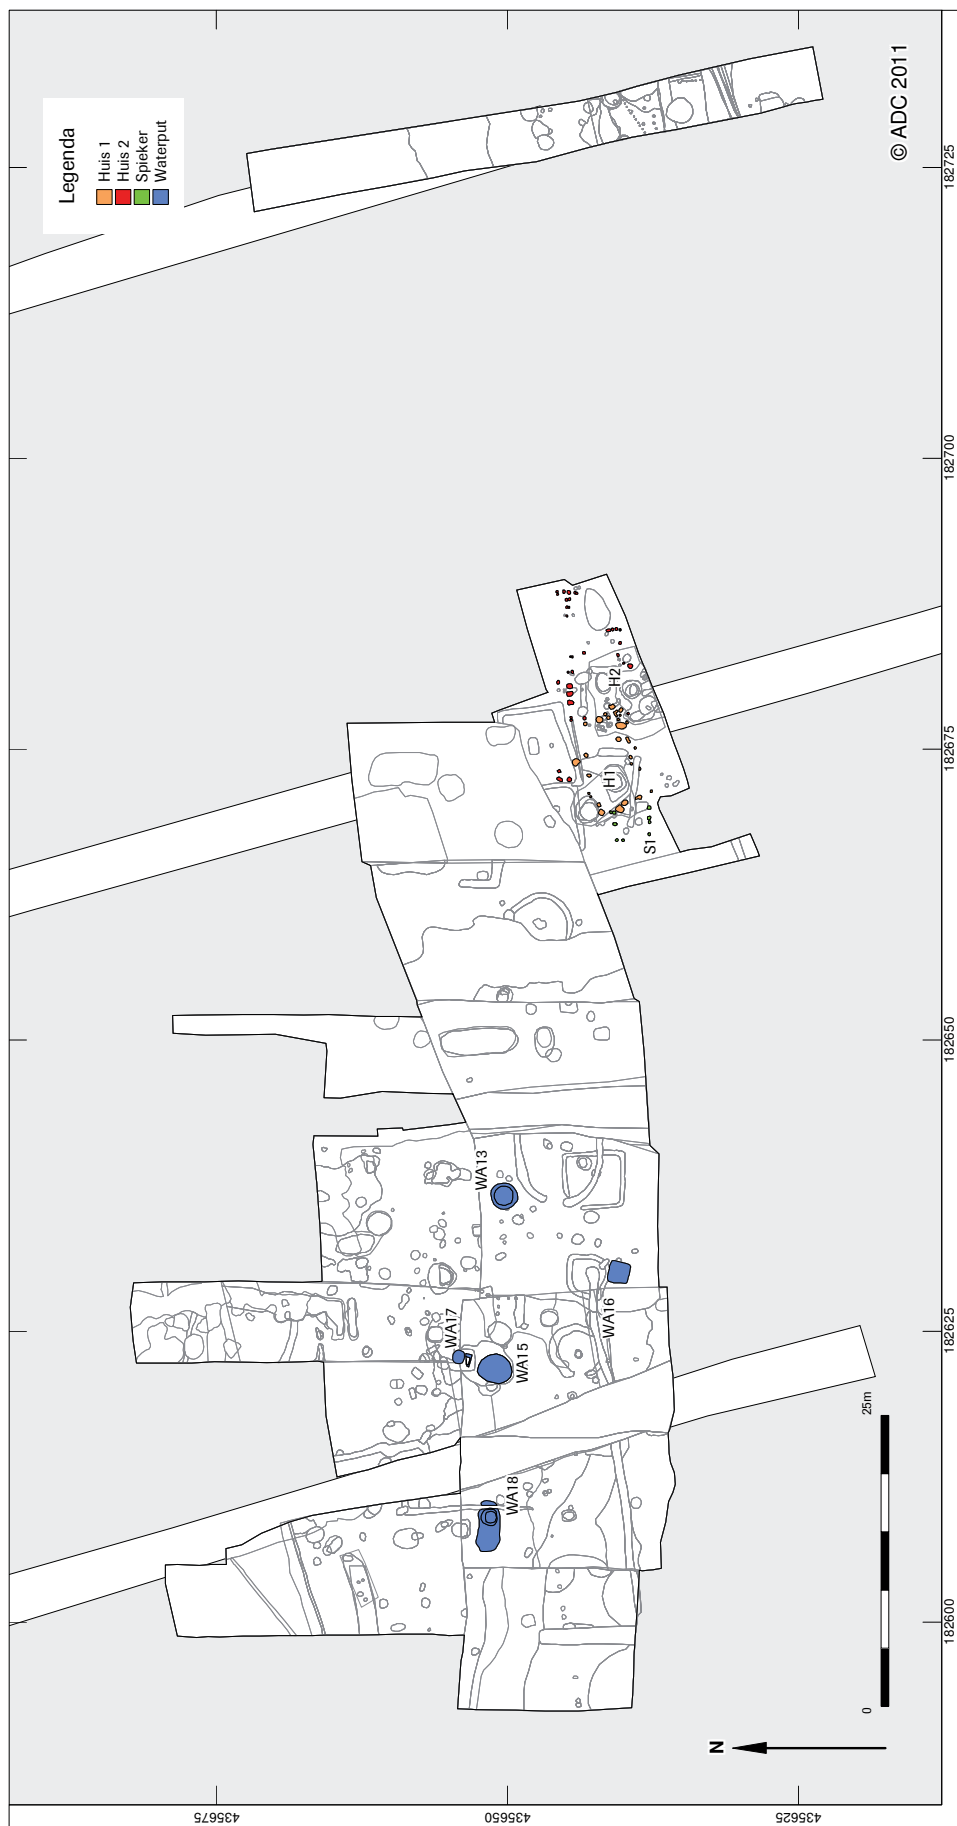 Legenda
Huis 1
Huis 2
Spieker
Waterput
© ADC 2011
182725
182700
182675
182650
182625
182600
435675
435650
435625
H2
H1
S1
WA13
WA16
WA17
WA15
WA18
0
25m
N